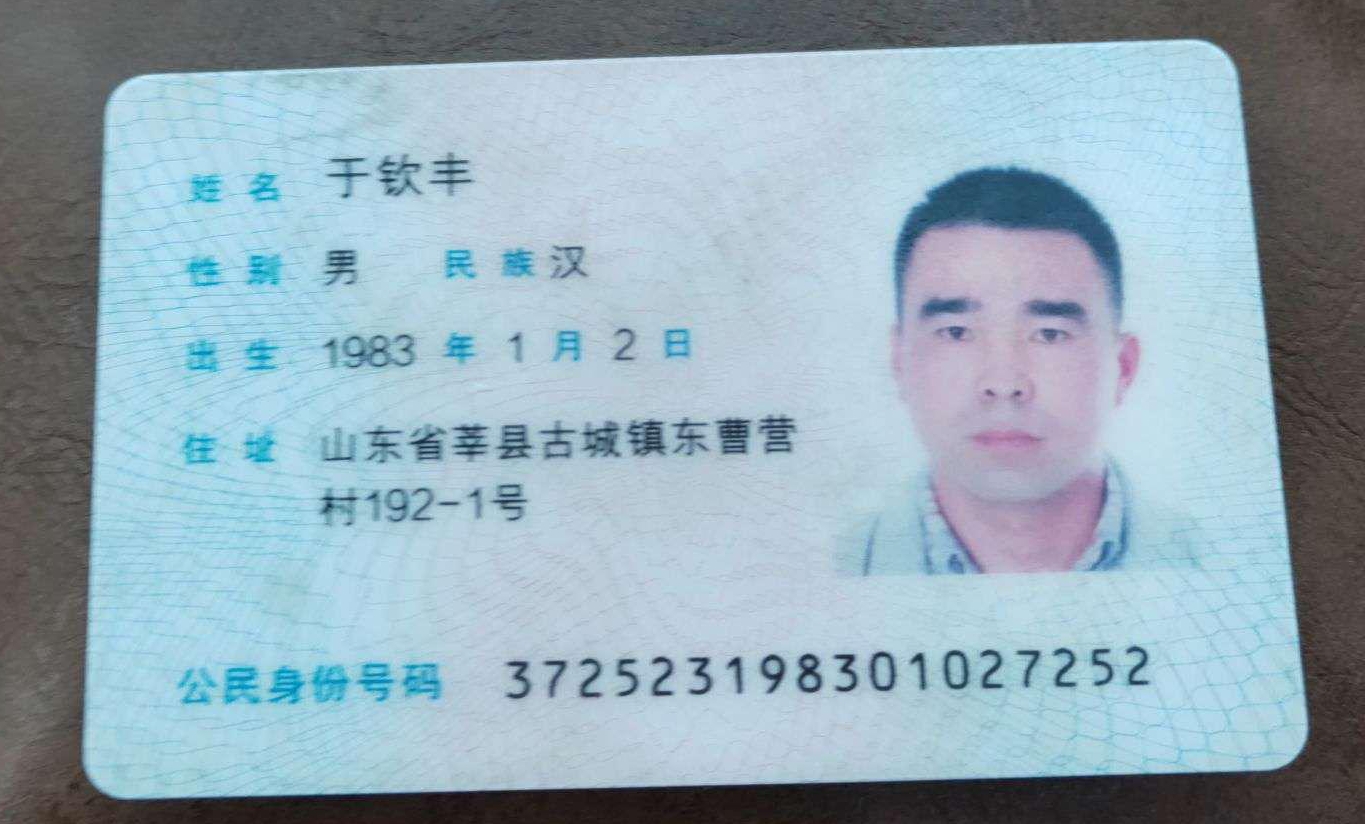 姓名 于钦丰
性别 男 民族 汉
出生 1983 年 1 月 2 日
住址 山东省莘县古城镇东曹营
村192-1号
公民身份号码 372523198301027252